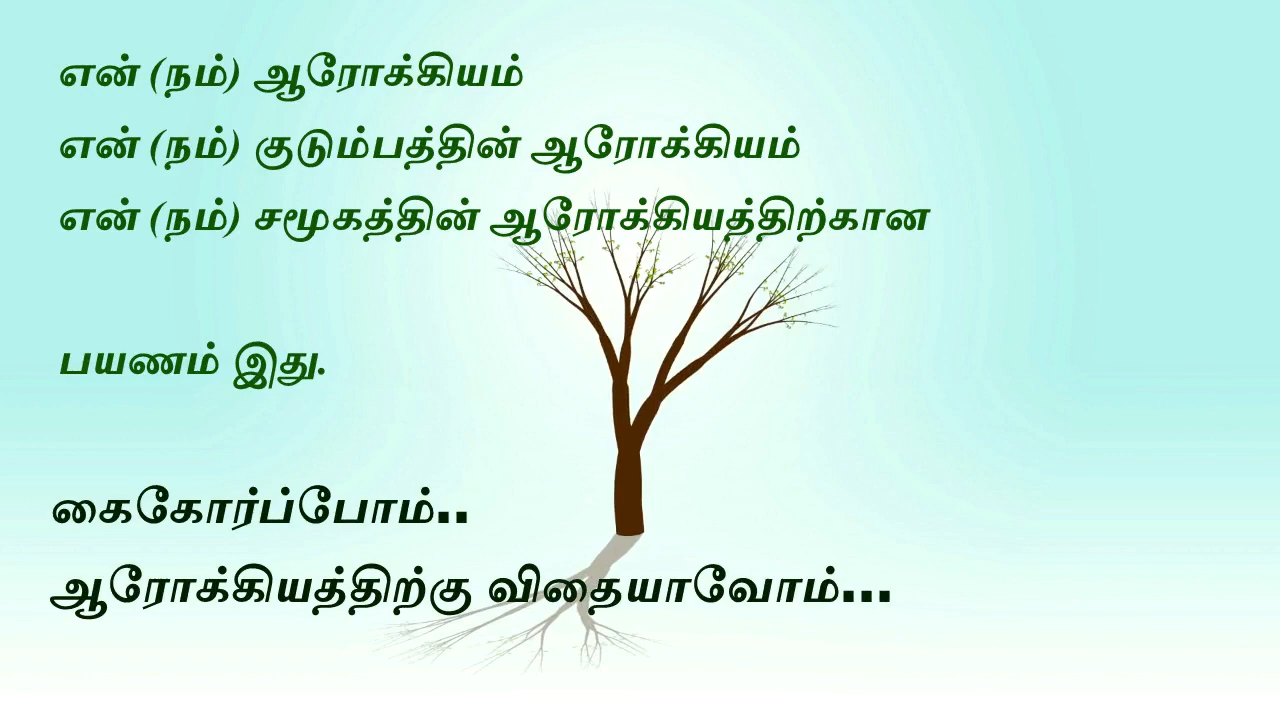 என் (நம்) ஆரோக்கியம்
என் (நம்) குடும்பத்தின் ஆரோக்கியம்
என் (நம்) சமூகத்தின் ஆரோக்கியத்திற்கான
பயணம் இது.
கைகோர்ப்போம்..
ஆரோக்கியத்திற்கு விதையாவோம்...